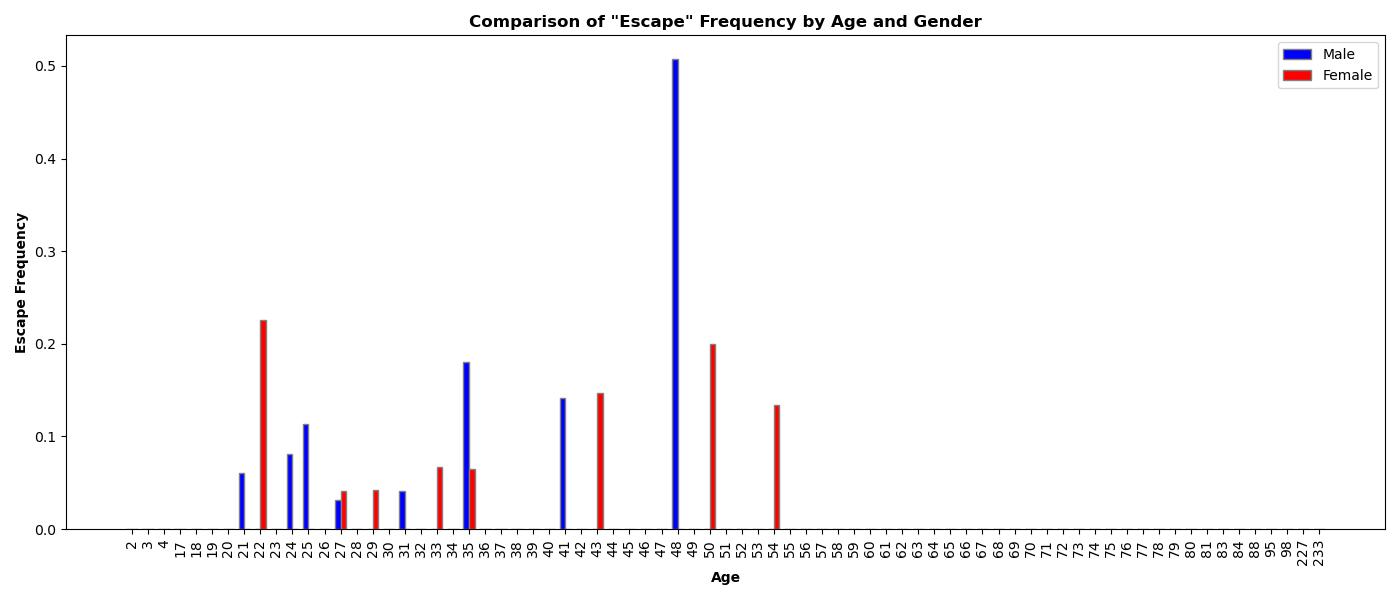 Comparison of "Escape" Frequency by Age and Gender
Male
Female
Escape Frequency
0.5
0.4
0.3
0.2
0.1
0.0
2 3 4 17 18 19 20 21 22 23 24 25 26 27 28 29 30 31 32 33 34 35 36 37 38 39 40 41 42 43 44 45 46 47 48 49 50 51 52 53 54 55 56 57 58 59 60 61 62 63 64 65 66 67 68 69 70 71 72 73 74 75 76 77 78 79 80 81 83 84 88 95 98 227 233
Age